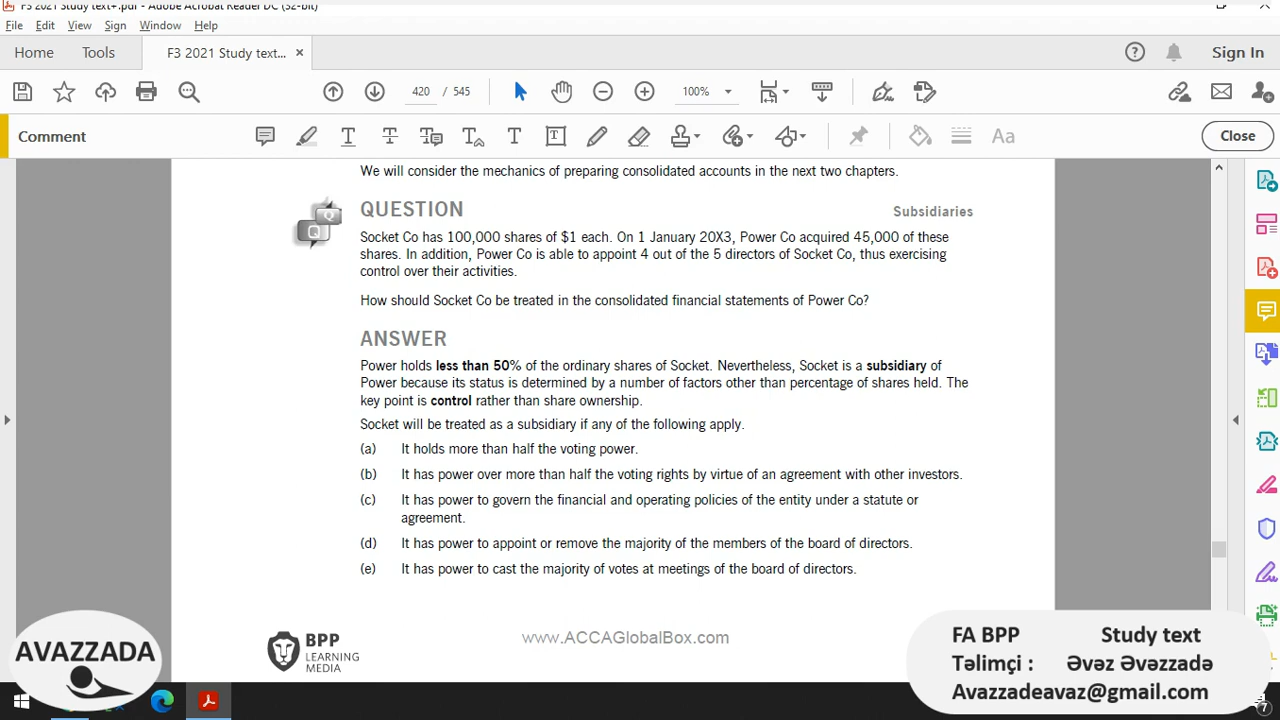 F3 2021 Study text+.pdf - Adobe Acrobat Reader DC (32-bit)
File Edit View Sign Window Help
Home Tools F3 2021 Study text... × Sign In
420 / 545 100%
Comment Close
We will consider the mechanics of preparing consolidated accounts in the next two chapters.
QUESTION Subsidiaries
Socket Co has 100,000 shares of $1 each. On 1 January 20X3, Power Co acquired 45,000 of these
shares. In addition, Power Co is able to appoint 4 out of the 5 directors of Socket Co, thus exercising
control over their activities.
How should Socket Co be treated in the consolidated financial statements of Power Co?
ANSWER
Power holds less than 50% of the ordinary shares of Socket. Nevertheless, Socket is a subsidiary of
Power because its status is determined by a number of factors other than percentage of shares held. The
key point is control rather than share ownership.
Socket will be treated as a subsidiary if any of the following apply.
(a) It holds more than half the voting power.
(b) It has power over more than half the voting rights by virtue of an agreement with other investors.
(c) It has power to govern the financial and operating policies of the entity under a statute or
agreement.
(d) It has power to appoint or remove the majority of the members of the board of directors.
(e) It has power to cast the majority of votes at meetings of the board of directors.
AVAZZADA
BPP
LEARNING
MEDIA
www.ACCAGlobalBox.com
FA BPP Study text
Təlimçi : Əvəz Əvəzzadə
Avazzadeavaz@gmail.com